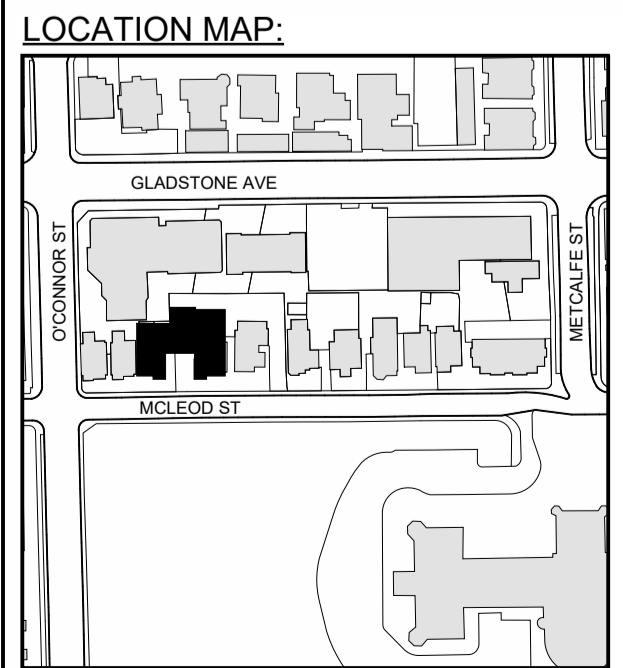 LOCATION MAP:
GLADSTONE AVE
O'CONNOR ST
METCALFE ST
MCLEOD ST